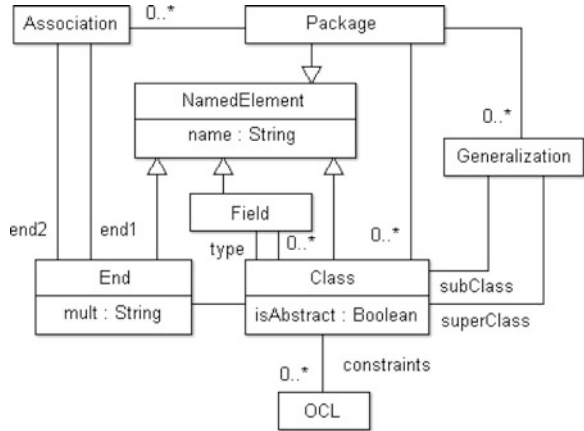 Association
0..*
Package
NamedElement
name : String
0..*
Generalization
Field
end2
end1
type
0..*
0..*
End
mult : String
Class
isAbstract : Boolean
subClass
superClass
constraints
0..*
OCL